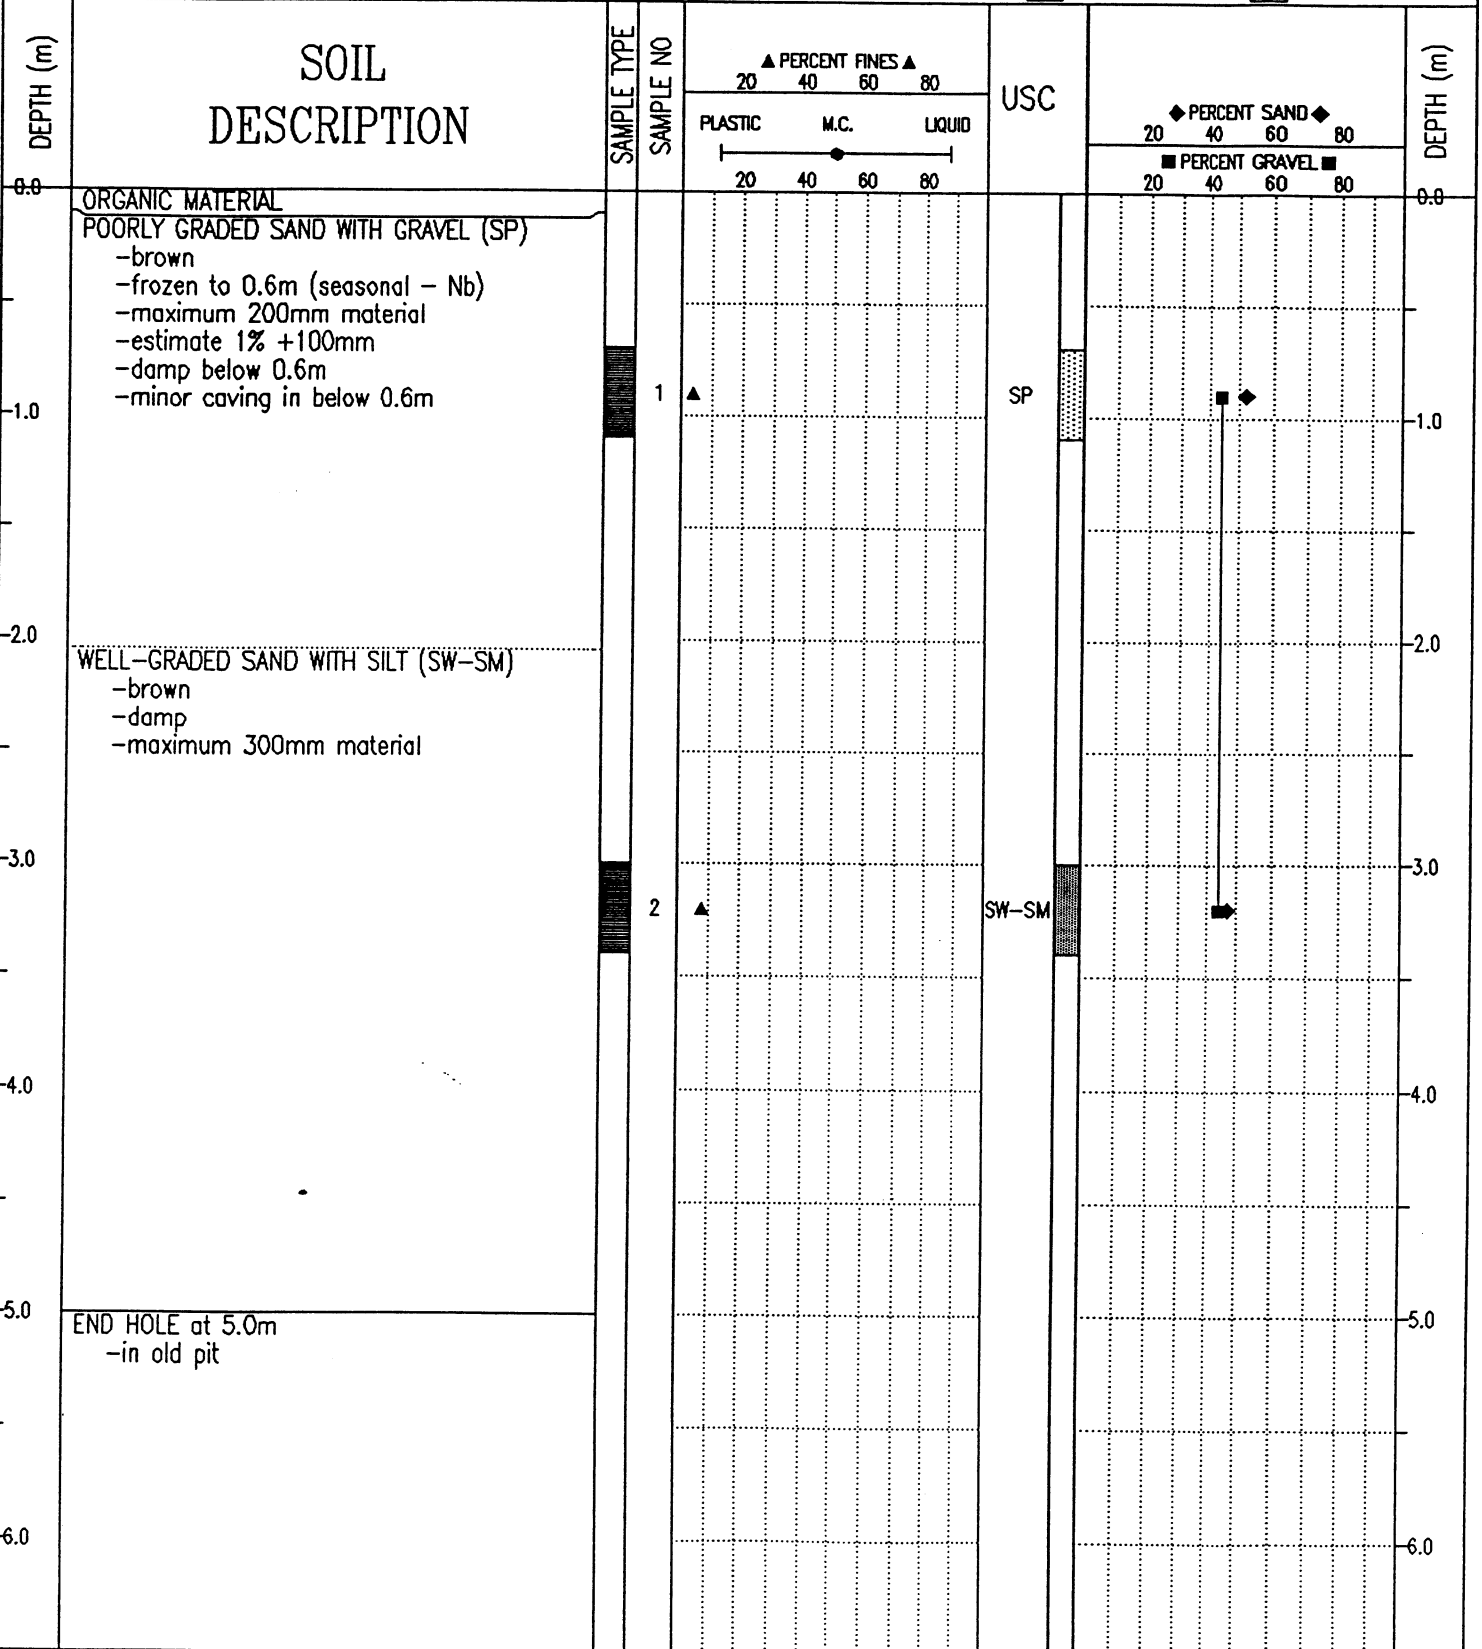 DEPTH (m)
SOIL
DESCRIPTION
SAMPLE TYPE
SAMPLE NO
▲ PERCENT FINES ▲
20 40 60 80
PLASTIC M.C. LIQUID
20 40 60 80
USC
◆ PERCENT SAND ◆
20 40 60 80
■ PERCENT GRAVEL ■
20 40 60 80
DEPTH (m)
0.0
0.0
ORGANIC MATERIAL
POORLY GRADED SAND WITH GRAVEL (SP)
-brown
-frozen to 0.6m (seasonal - Nb)
-maximum 200mm material
-estimate 1% +100mm
-damp below 0.6m
-minor caving in below 0.6m
1
SP
1.0
1.0
2.0
2.0
WELL-GRADED SAND WITH SILT (SW-SM)
-brown
-damp
-maximum 300mm material
3.0
3.0
2
SW-SM
4.0
4.0
5.0
5.0
END HOLE at 5.0m
-in old pit
6.0
6.0